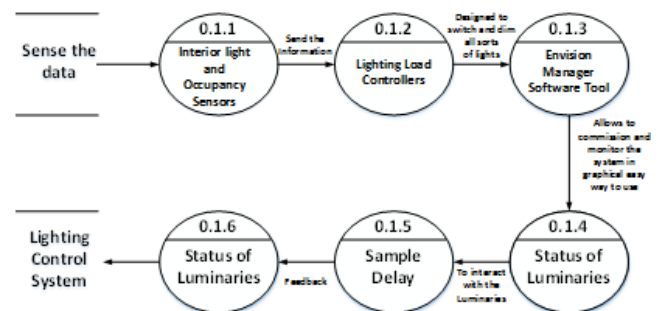 Sense the
data
0.1.1
Interior light
and
Occupancy
Sensors
Send the
Information
0.1.2
Lighting Load
Controllers
Designed to
switch and dim
all sorts
of lights
0.1.3
Envision
Manager
Software Tool
Allows to
commission and
monitor the
system in
graphical easy
way to use
Lighting
Control
System
0.1.6
Status of
Luminaries
Feedback
0.1.5
Sample
Delay
To interact
with the
Luminaries
0.1.4
Status of
Luminaries